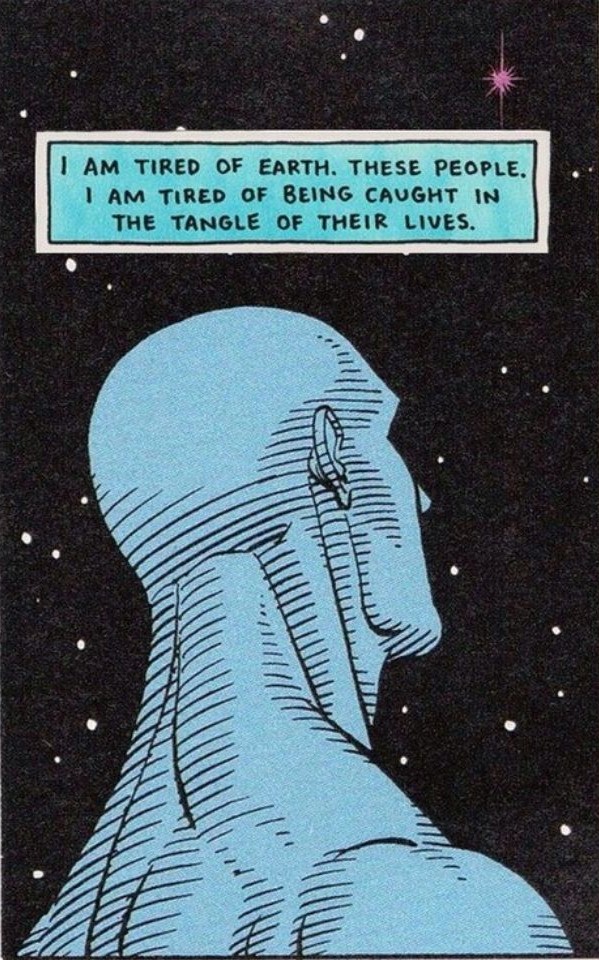 I AM TIRED OF EARTH. THESE PEOPLE.
I AM TIRED OF BEING CAUGHT IN
THE TANGLE OF THEIR LIVES.